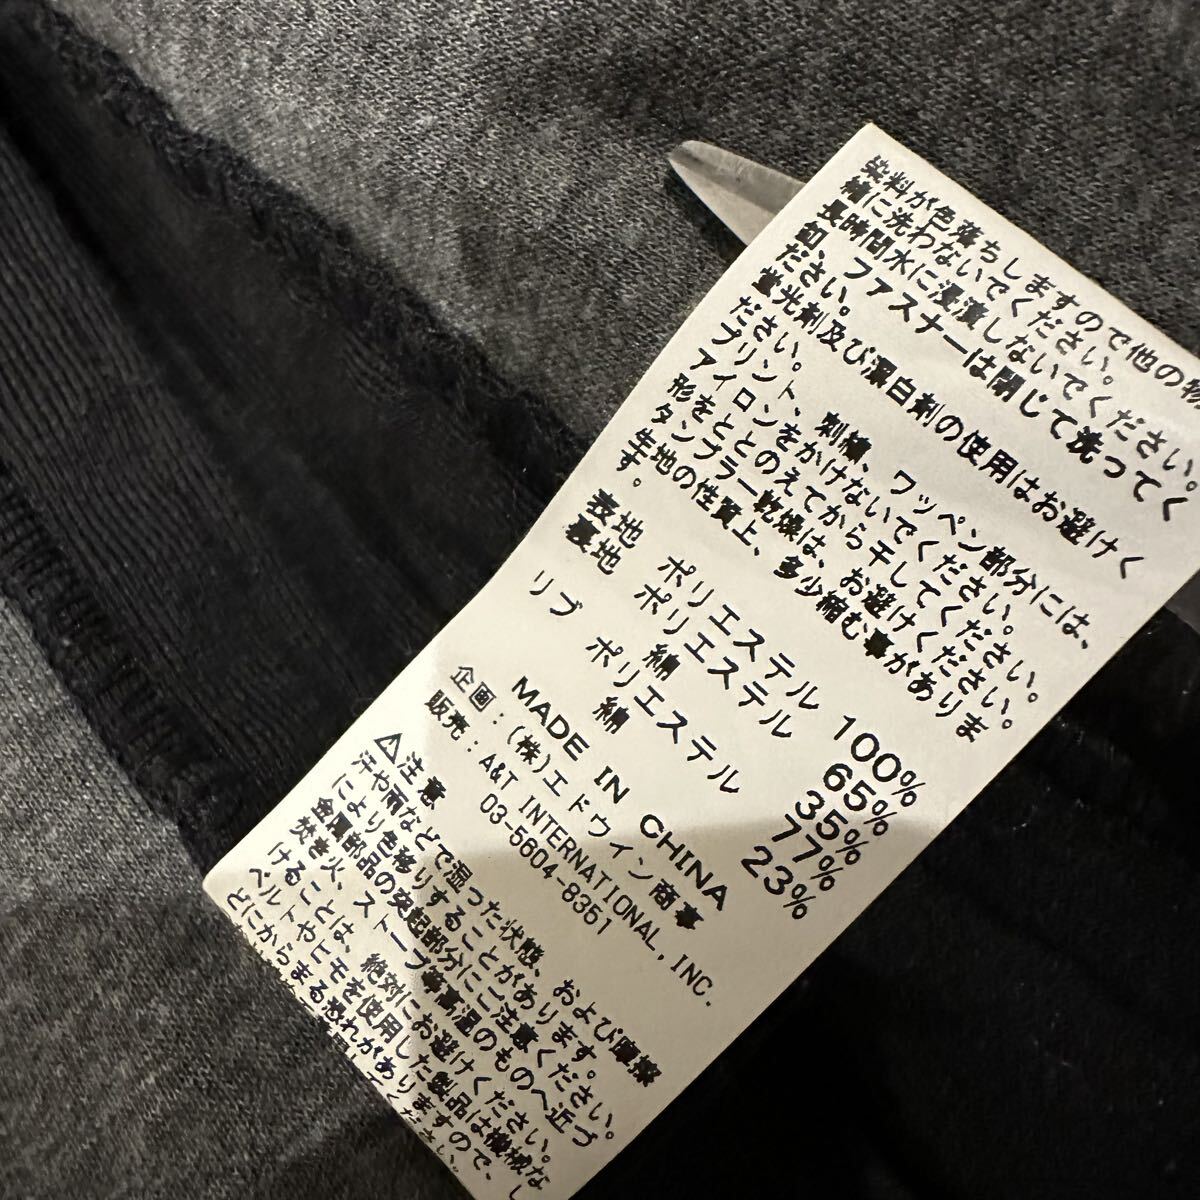 染料が色落ちしますので他の物
緒に洗わないでください。
長時間水に浸漬しないでください。
ファスナーは閉じて洗ってく
ださい。
蛍光剤及び漂白剤の使用はお避けく
ださい。
プリント、刺繍、ワッペン部分には、
アイロンをかけないでください。
形をととのえてから干してください。
タンブラー乾燥は、お避けください。
生地の性質上、多少縮む事がありま
す。
表地 ポリエステル 100%
裏地 ポリエステル 65%
綿 35%
リブ ポリエステル 77%
綿 23%
MADE IN CHINA
企画:(株)エドウイン商事
販売:A&T INTERNATIONAL,INC.
03-5604-8351
⚠注意
汗や雨などで湿った状態、および摩擦
により色移りすることがあります。
金属部品の突起部分にご注意ください。
焚き火、ストーブ等高温のものへ近づ
けることは、絶対にお避けください。
ベルトやヒモを使用した製品は機械な
どにからまる恐れがありますので、し
ください。